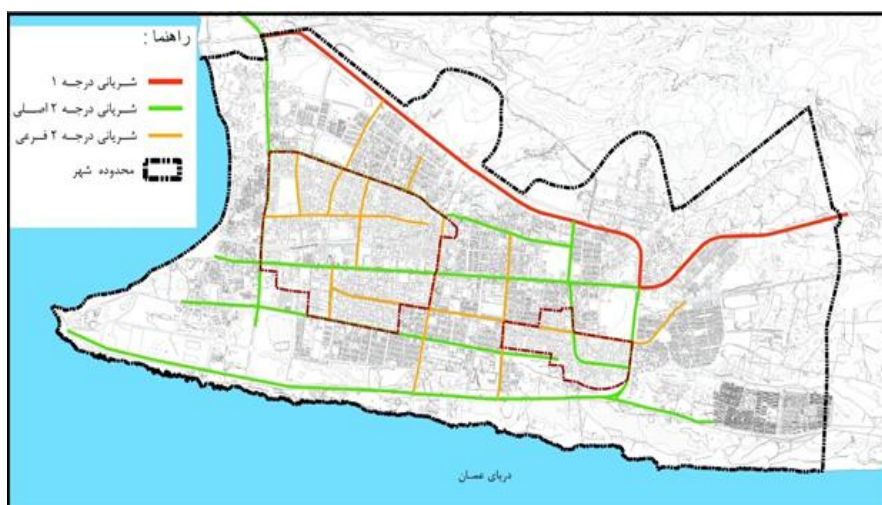 راهنما :
شریانی درجه ۱
شریانی درجه ۲ اصلی
شریانی درجه ۲ فرعی
محدوده شهر
دریای عمان